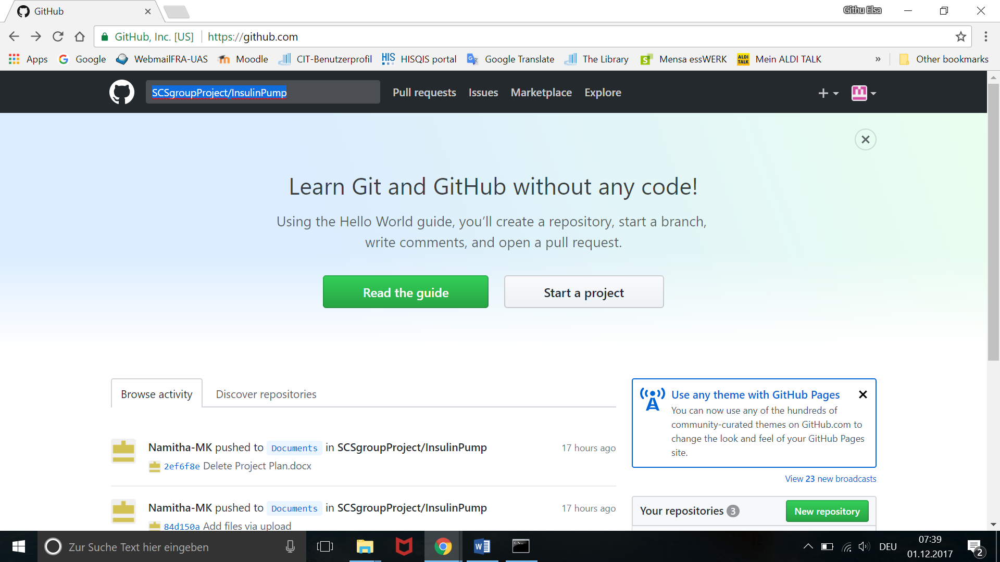 GitHub
Githu Elsa
GitHub, Inc. [US] https://github.com
Apps Google WebmailFRA-UAS Moodle CIT-Benutzerprofil HISQIS portal Google Translate The Library Mensa essWERK Mein ALDI TALK » Other bookmarks
SCSgroupProject/InsulinPump Pull requests Issues Marketplace Explore
Learn Git and GitHub without any code!
Using the Hello World guide, you’ll create a repository, start a branch,
write comments, and open a pull request.
Read the guide Start a project
Browse activity Discover repositories
Namitha-MK pushed to Documents in SCSgroupProject/InsulinPump 17 hours ago
2ef6f8e Delete Project Plan.docx
Namitha-MK pushed to Documents in SCSgroupProject/InsulinPump 17 hours ago
84d150a Add files via upload
Use any theme with GitHub Pages
You can now use any of the hundreds of
community-curated themes on GitHub.com to
change the look and feel of your GitHub Pages
site.
View 23 new broadcasts
Your repositories 3 New repository
Zur Suche Text hier eingeben
DEU
07:39
01.12.2017
2